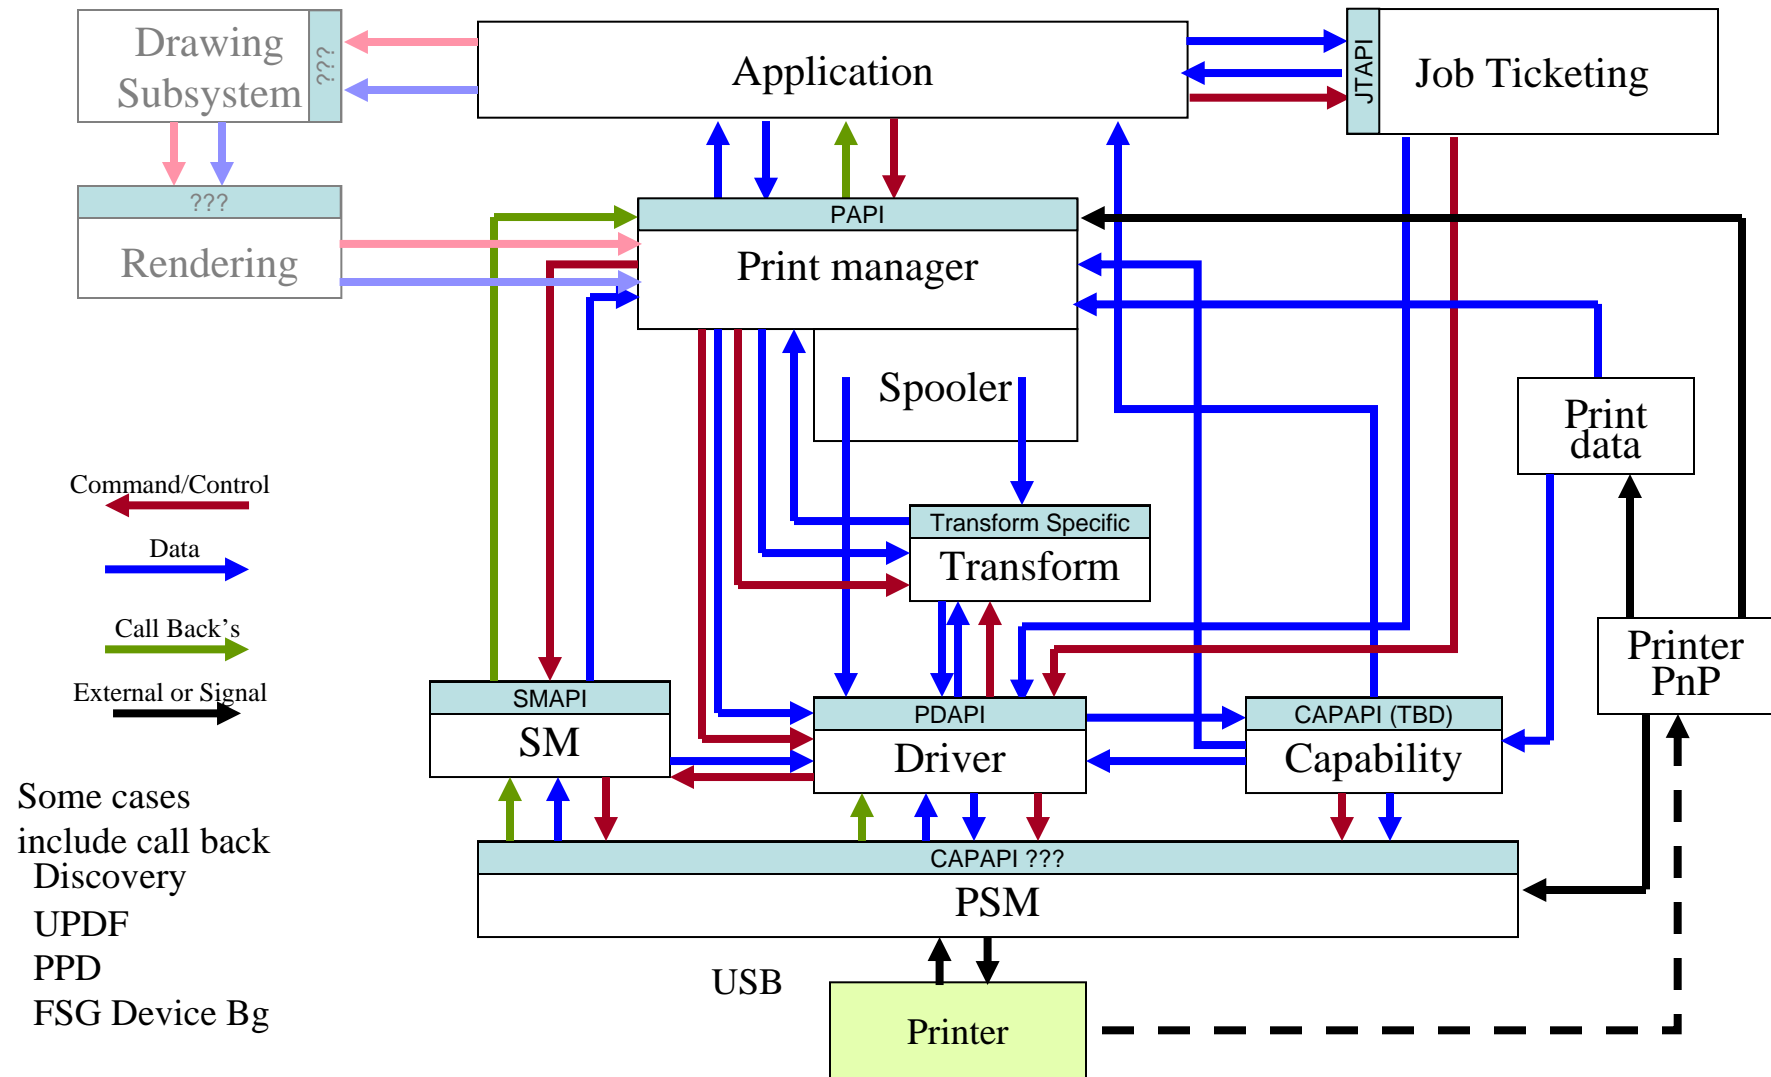 Drawing
Subsystem
???
Application
JTAPI
Job Ticketing
???
Rendering
PAPI
Print manager
Spooler
Print
data
Command/Control
Data
Call Back's
External or Signal
Transform Specific
Transform
Printer
PnP
SMAPI
SM
PDAPI
Driver
CAPAPI (TBD)
Capability
Some cases
include call back
Discovery
UPDF
PPD
FSG Device Bg
CAPAPI ???
PSM
USB
Printer